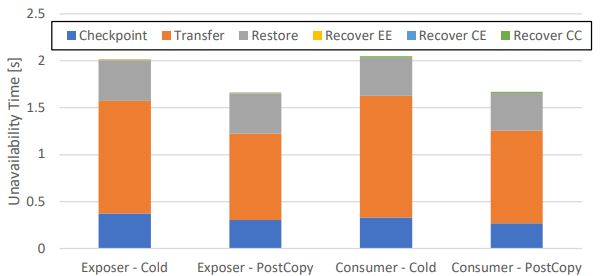 2.5
Checkpoint Transfer Restore Recover EE Recover CE Recover CC
2
1.5
1
0.5
0
Unavailability Time [s]
Exposer - Cold Exposer - PostCopy Consumer - Cold Consumer - PostCopy